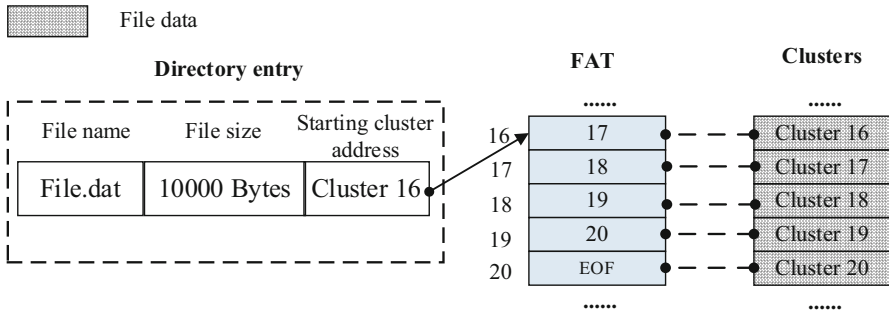 File data
Directory entry
FAT
Clusters
...... ......
File name File size Starting cluster
address
File.dat 10000 Bytes Cluster 16
16 17 Cluster 16
17 18 Cluster 17
18 19 Cluster 18
19 20 Cluster 19
20 EOF Cluster 20
...... ......